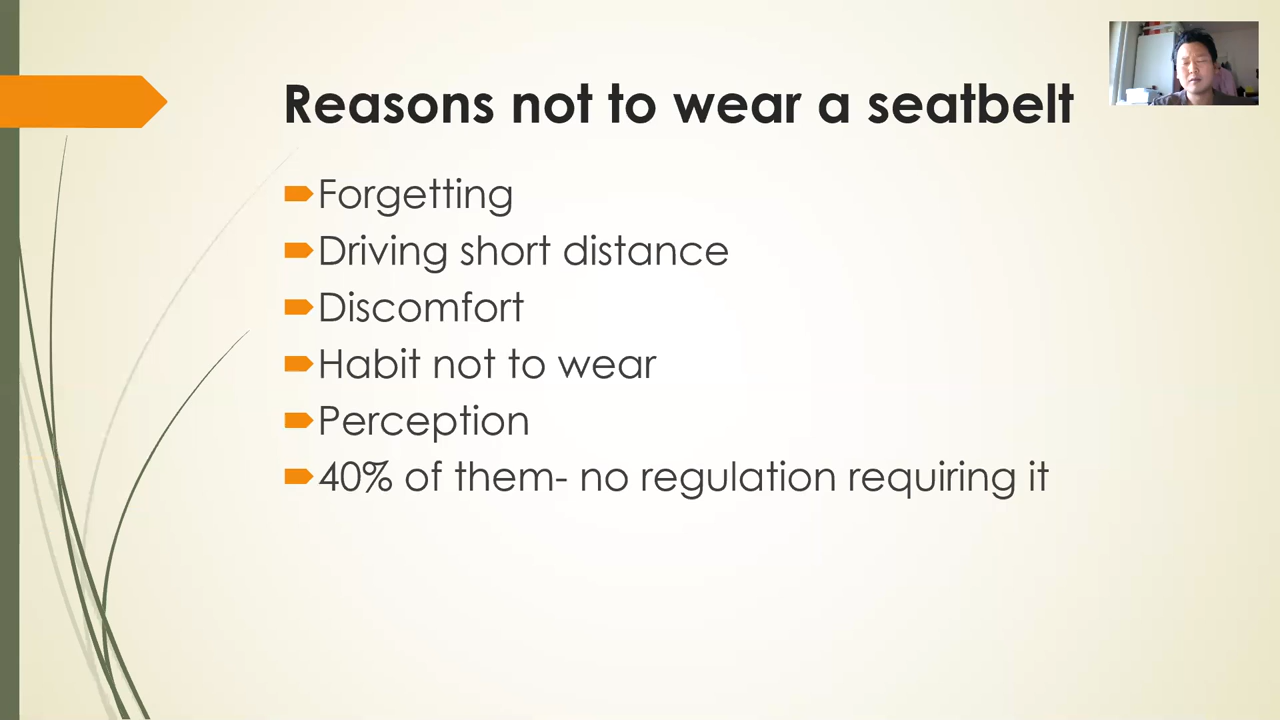 Reasons not to wear a seatbelt
Forgetting
Driving short distance
Discomfort
Habit not to wear
Perception
40% of them- no regulation requiring it